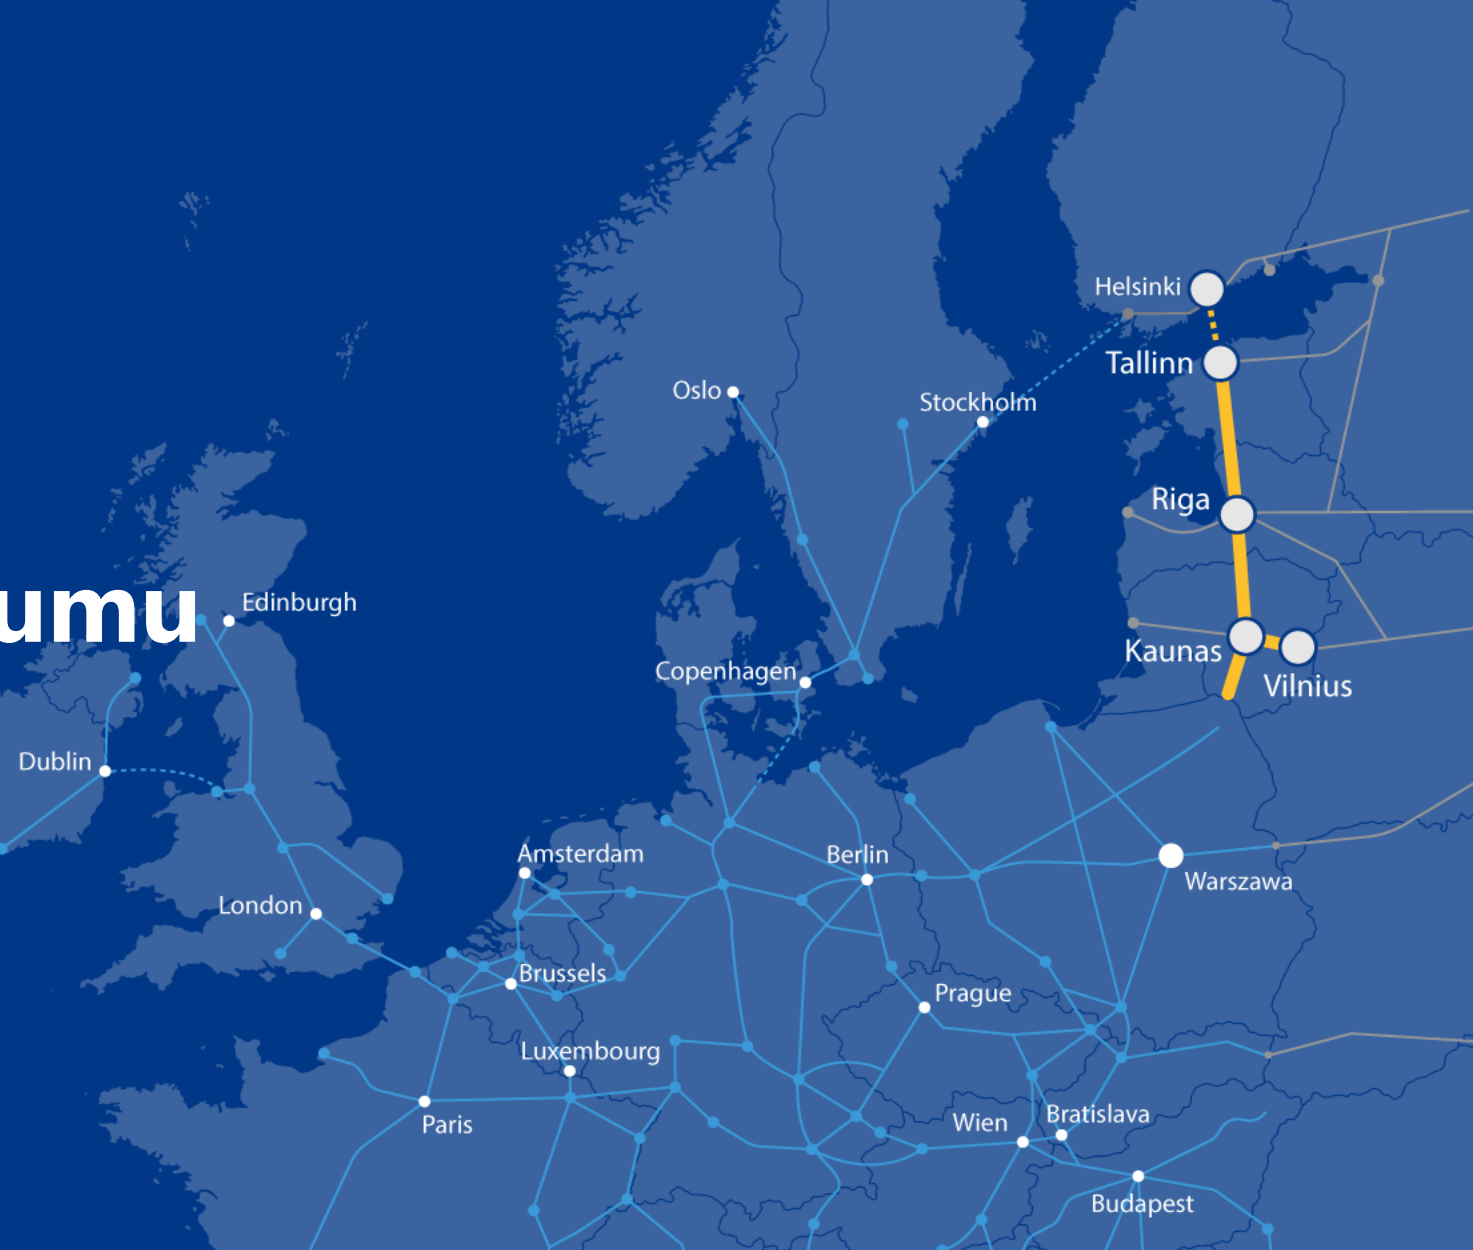 Helsinki
Tallinn
Oslo
Stockholm
Riga
umu
Edinburgh
Kaunas
Copenhagen
Vilnius
Dublin
Amsterdam
Berlin
Warszawa
London
Brussels
Prague
Luxembourg
Wien
Bratislava
Paris
Budapest